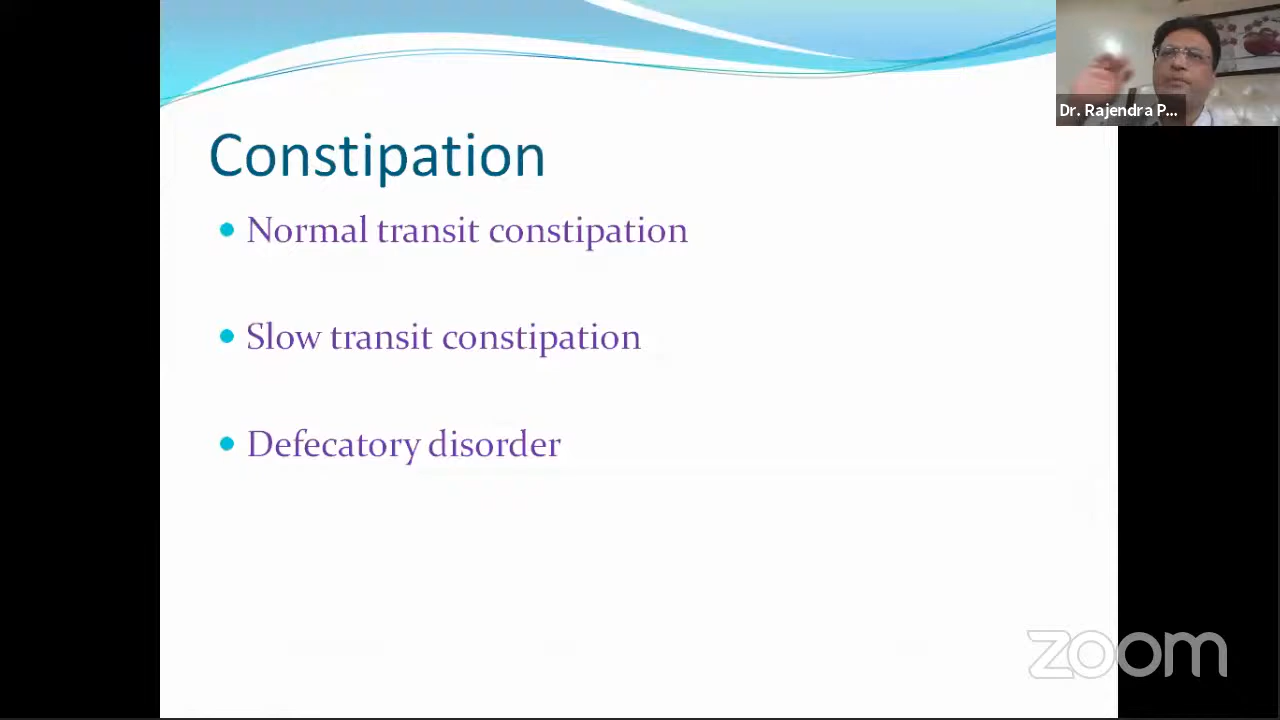 Dr. Rajendra P...
Constipation
Normal transit constipation
Slow transit constipation
Defecatory disorder
zoom